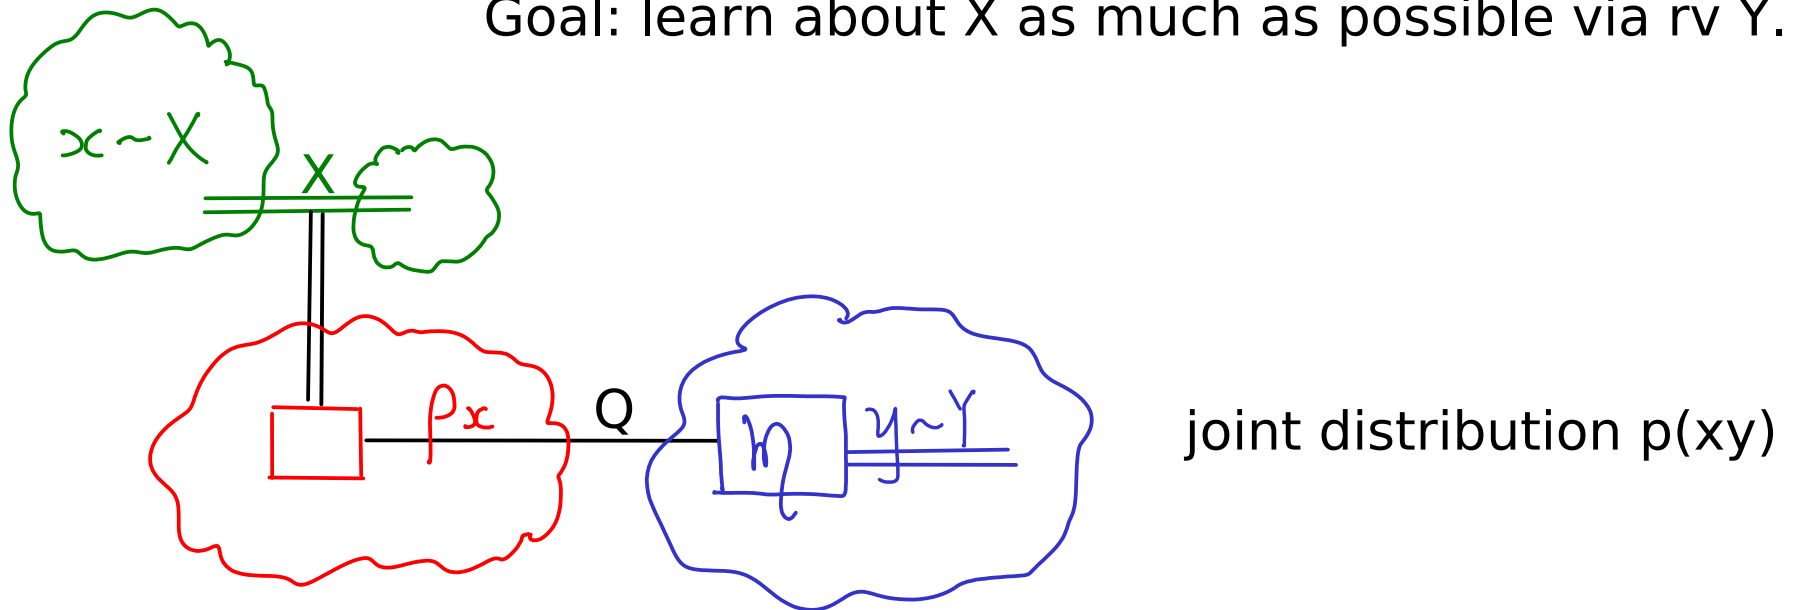 Goal: learn about X as much as possible via rv Y.
x ~ X
X
ρx
Q
η
y ~ Y
joint distribution p(xy)